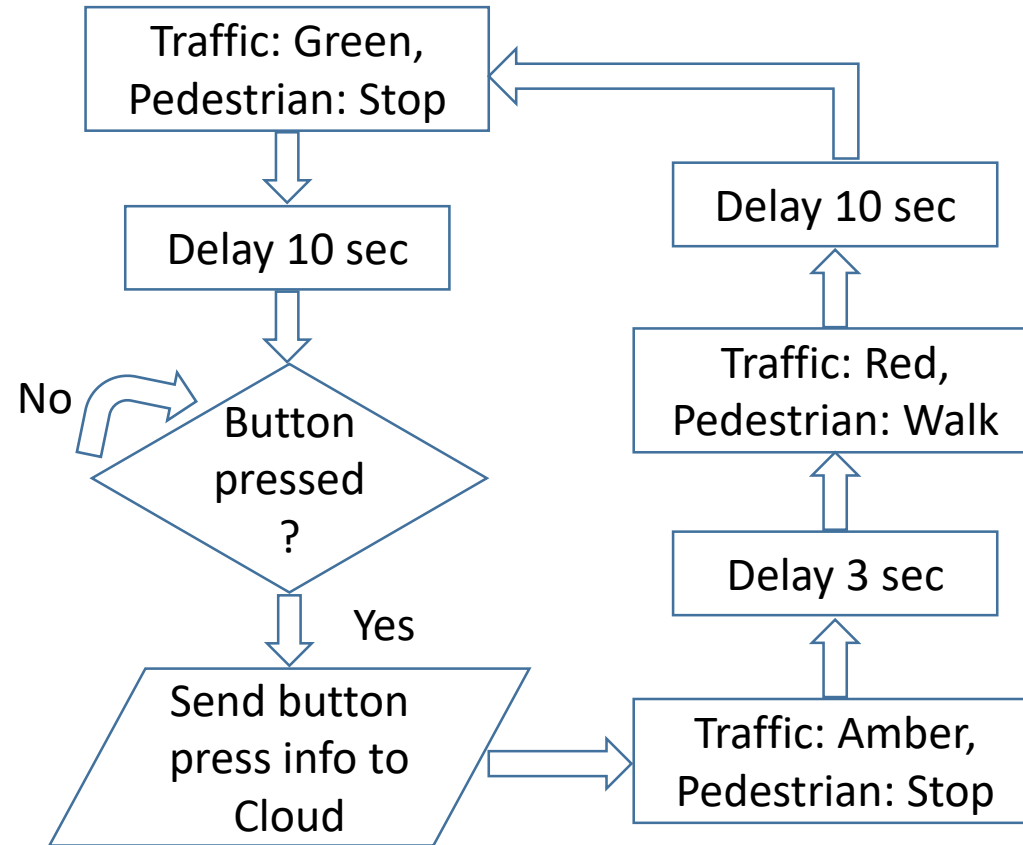 Traffic: Green,
Pedestrian: Stop
Delay 10 sec
No
Button
pressed
?
Yes
Send button
press info to
Cloud
Traffic: Amber,
Pedestrian: Stop
Delay 3 sec
Traffic: Red,
Pedestrian: Walk
Delay 10 sec